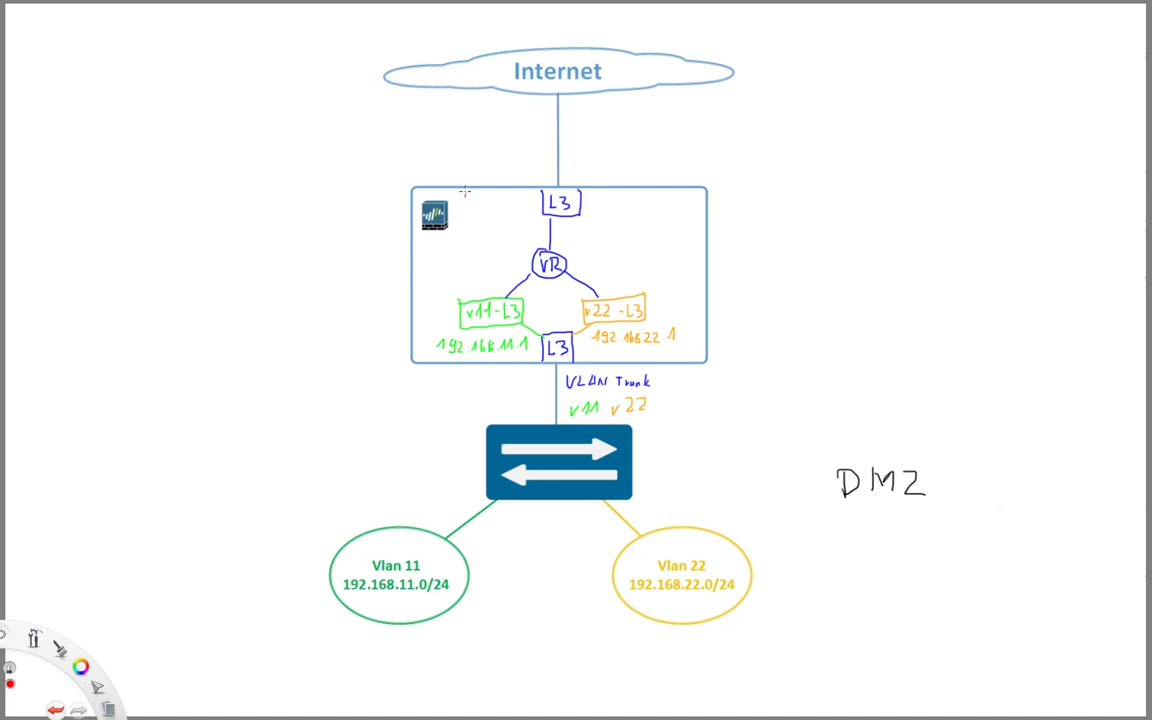 Internet
L3
VR
v11-L3
v22-L3
192.168.11.1
192.168.22.1
L3
VLAN Trunk
v11 v22
DMZ
Vlan 11
192.168.11.0/24
Vlan 22
192.168.22.0/24